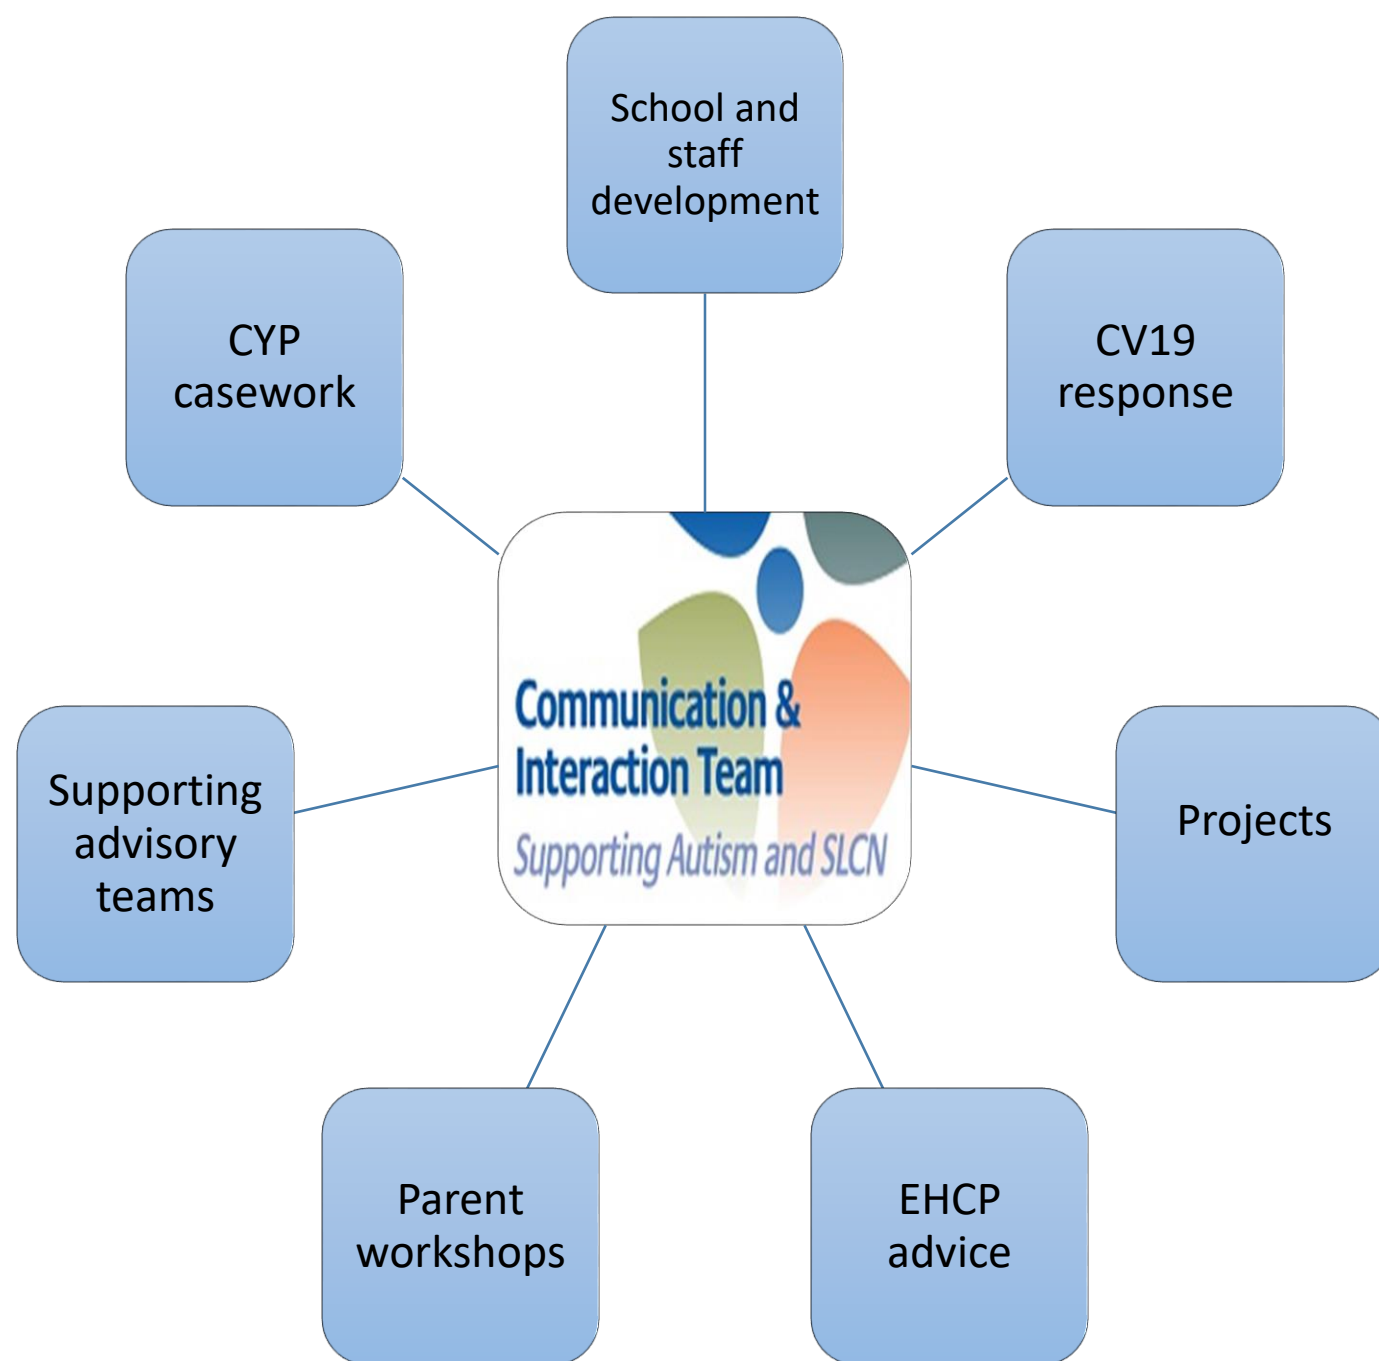 School and
staff
development
CYP
casework
CV19
response
Communication &
Interaction Team
Supporting Autism and SLCN
Supporting
advisory
teams
Projects
Parent
workshops
EHCP
advice